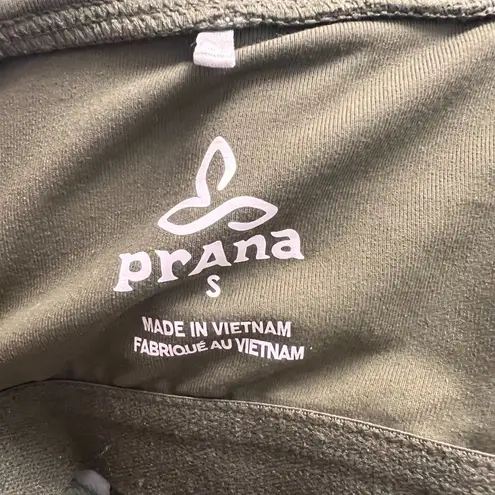 prAna
S
MADE IN VIETNAM
FABRIQUÉ AU VIETNAM